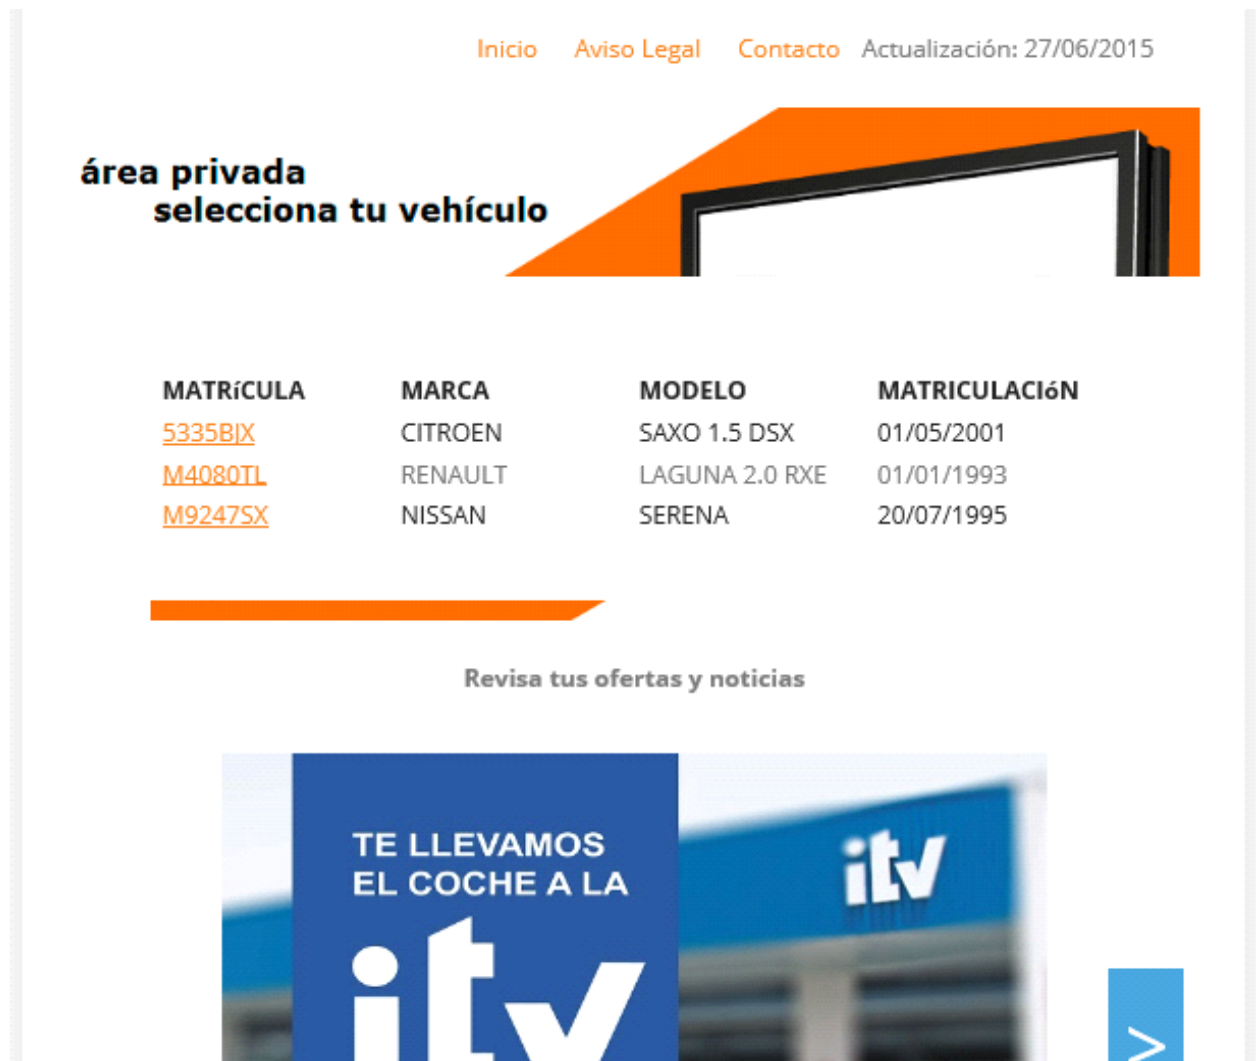 Inicio Aviso Legal Contacto Actualización: 27/06/2015
área privada
selecciona tu vehículo
MATRíCULA MARCA MODELO MATRICULACIóN
5335BJX CITROEN SAXO 1.5 DSX 01/05/2001
M4080TL RENAULT LAGUNA 2.0 RXE 01/01/1993
M9247SX NISSAN SERENA 20/07/1995
Revisa tus ofertas y noticias
TE LLEVAMOS
EL COCHE A LA
itv
itv
>